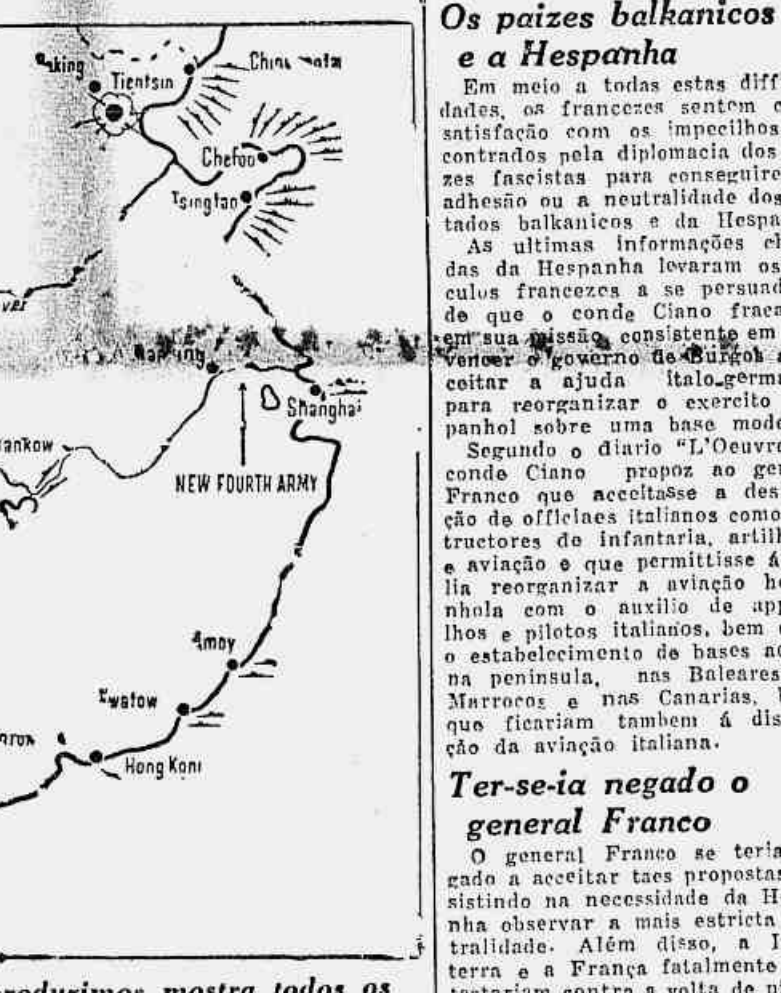 Tientsin
Chefoo
Tsingtao
Shanghai
NEW FOURTH ARMY
Amoy
Swatow
Hong Kong
mostra todos os
Os paizes balkanicos
e a Hespanha
Em meio a todas estas diff
dades, os francezes sentem
satisfação com os impecilhos
contrados pela diplomacia dos
zes fascistas para conseguire
adhesão ou a neutralidade dos
tados balkanicos e da Hespa
As ultimas informações
das da Hespanha levaram os
culos francezes a se persuad
de que o conde Ciano fraca
em sua missão, consistente em
vencer o governo de Burgos
ceitar a ajuda italo-germ
para reorganizar o exercito
panhol sobre uma base mod
Segundo o diario "L'Oeuvre
conde Ciano propoz ao gen
Franco que acceitasse a des
ção de officiaes italianos como
tructores de infantaria, artilh
e aviação e que permittisse á
lia reorganizar a aviação
nhola com o auxilio de app
lhos e pilotos italianos, bem
o estabelecimento de bases
na peninsula, nas Baleares
Marrocos e nas Canarias,
que ficariam tambem á dis
ção da aviação italiana.
Ter-se-ia negado o
general Franco
O general Franco se teria
gado a acceitar taes propostas
sistindo na necessidade da H
nha observar a mais estricta
tralidade. Além disso, a I
terra e a França fatalmente
contra a volta de